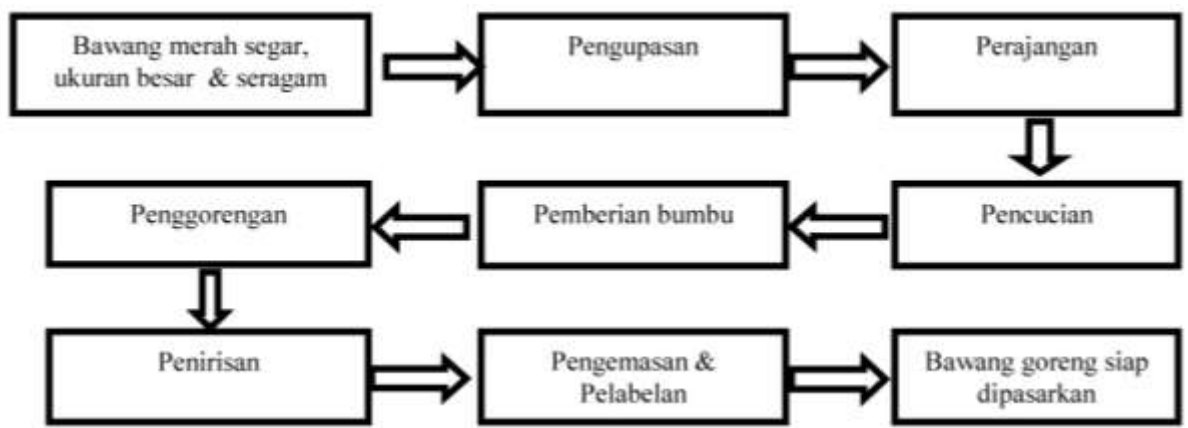 Bawang merah segar,
ukuran besar & seragam
Pengupasan
Perajangan
Pencucian
Pemberian bumbu
Penggorengan
Penirisan
Pengemasan &
Pelabelan
Bawang goreng siap
dipasarkan